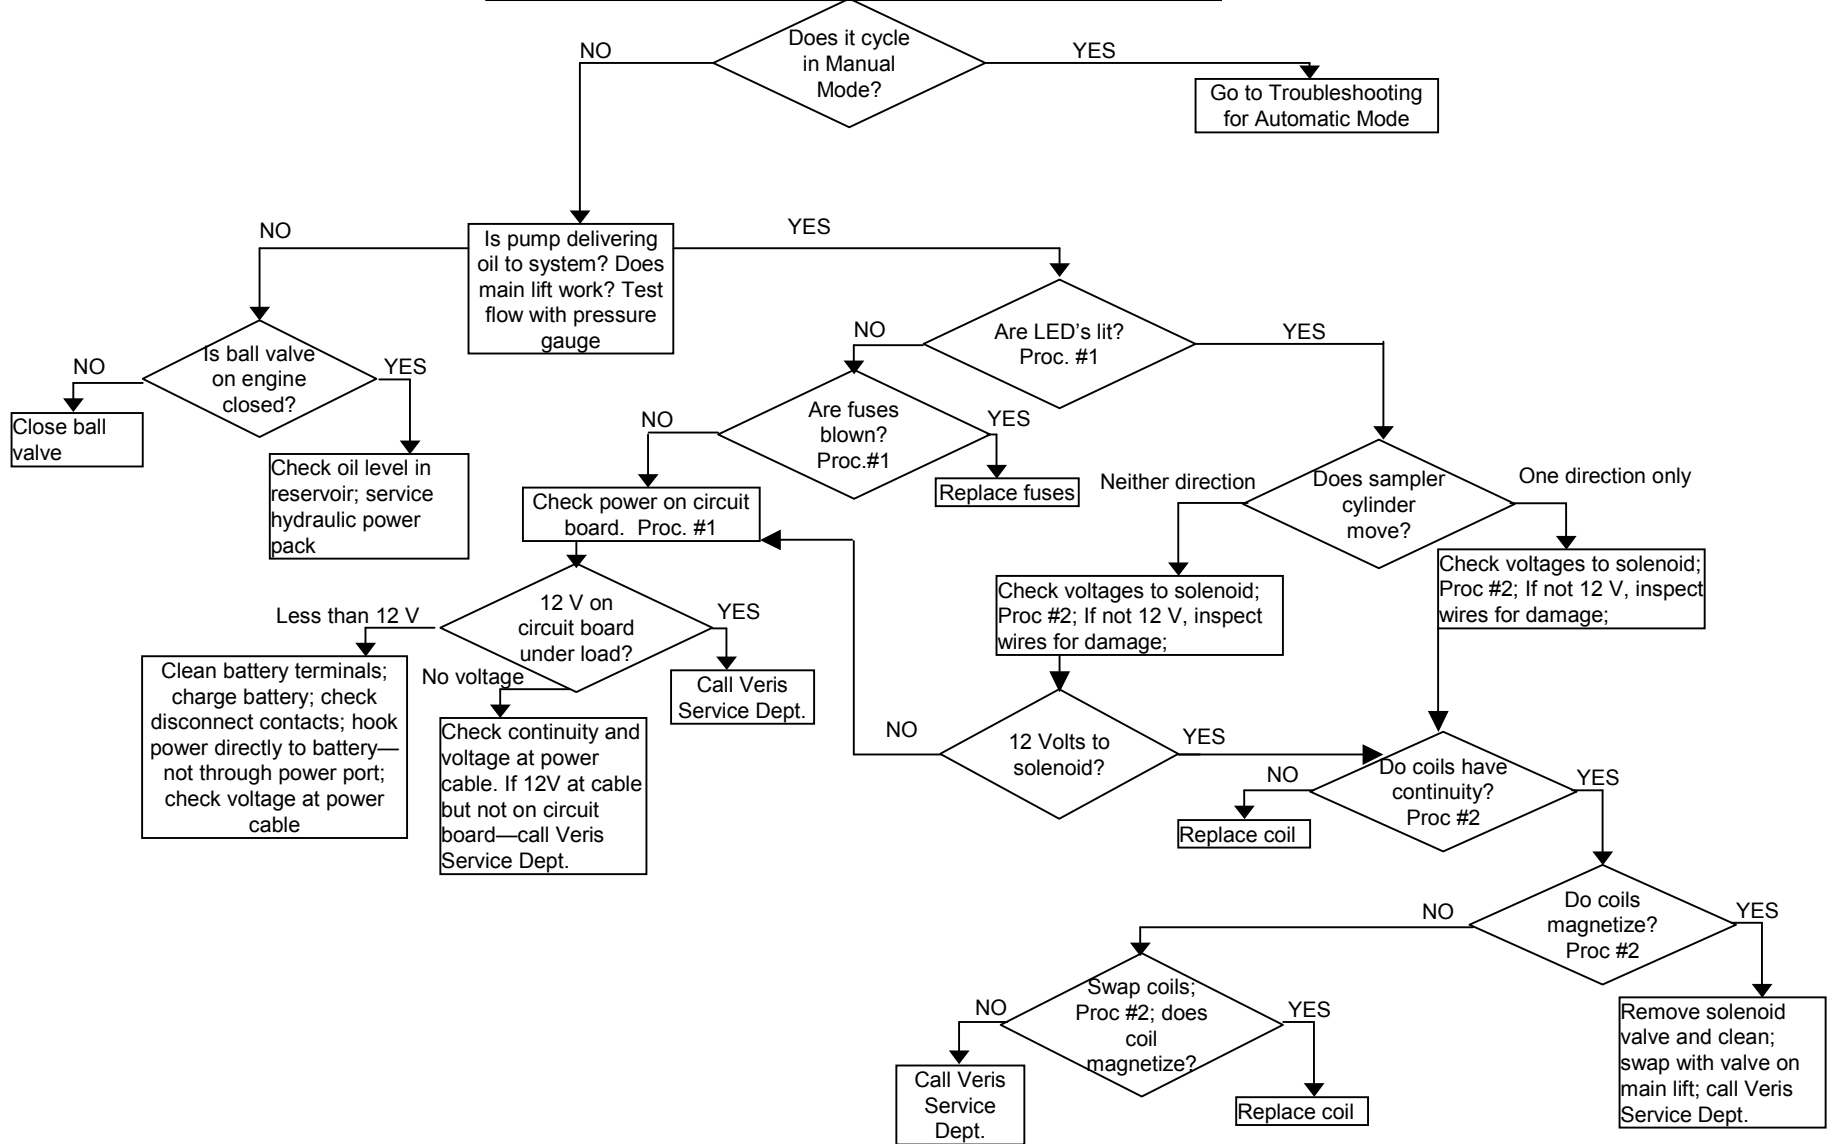 Does it cycle
in Manual
Mode?
NO
YES
Go to Troubleshooting
for Automatic Mode
NO
Is pump delivering
oil to system? Does
main lift work? Test
flow with pressure
gauge
YES
Is ball valve
on engine
closed?
NO
YES
Close ball
valve
Check oil level in
reservoir; service
hydraulic power
pack
Are LED’s lit?
Proc. #1
NO
YES
Are fuses
blown?
Proc.#1
NO
YES
Replace fuses
Check power on circuit
board.  Proc. #1
Does sampler
cylinder
move?
Neither direction
One direction only
Check voltages to solenoid;
Proc #2; If not 12 V, inspect
wires for damage;
Check voltages to solenoid;
Proc #2; If not 12 V, inspect
wires for damage;
12 V on
circuit board
under load?
Less than 12 V
YES
No voltage
Clean battery terminals;
charge battery; check
disconnect contacts; hook
power directly to battery—
not through power port;
check voltage at power
cable
Check continuity and
voltage at power
cable. If 12V at cable
but not on circuit
board—call Veris
Service Dept.
Call Veris
Service Dept.
12 Volts to
solenoid?
NO
YES
Do coils have
continuity?
Proc #2
NO
YES
Replace coil
Do coils
magnetize?
Proc #2
NO
YES
Swap coils;
Proc #2; does
coil
magnetize?
NO
YES
Call Veris
Service
Dept.
Replace coil
Remove solenoid
valve and clean;
swap with valve on
main lift; call Veris
Service Dept.